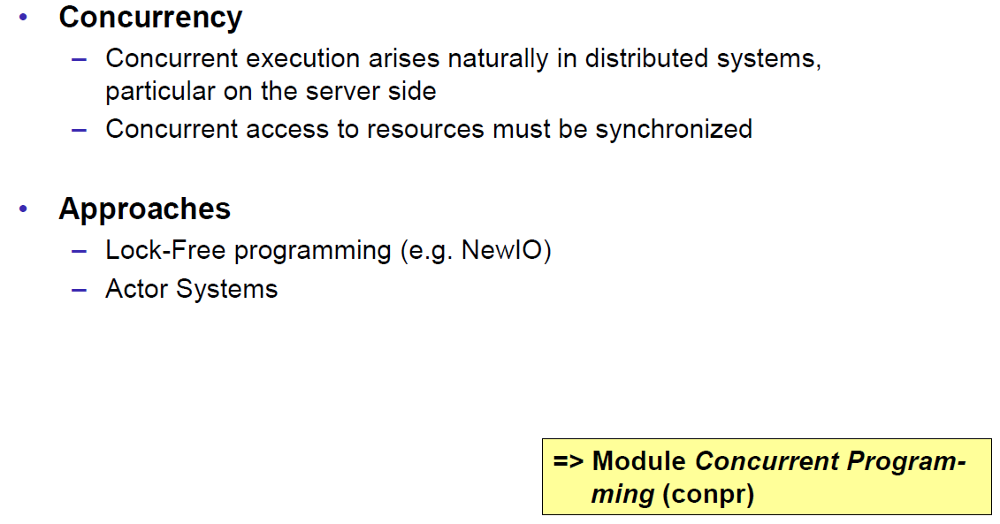 • Concurrency
– Concurrent execution arises naturally in distributed systems,
particular on the server side
– Concurrent access to resources must be synchronized
• Approaches
– Lock-Free programming (e.g. NewIO)
– Actor Systems
=> Module Concurrent Program-
ming (conpr)